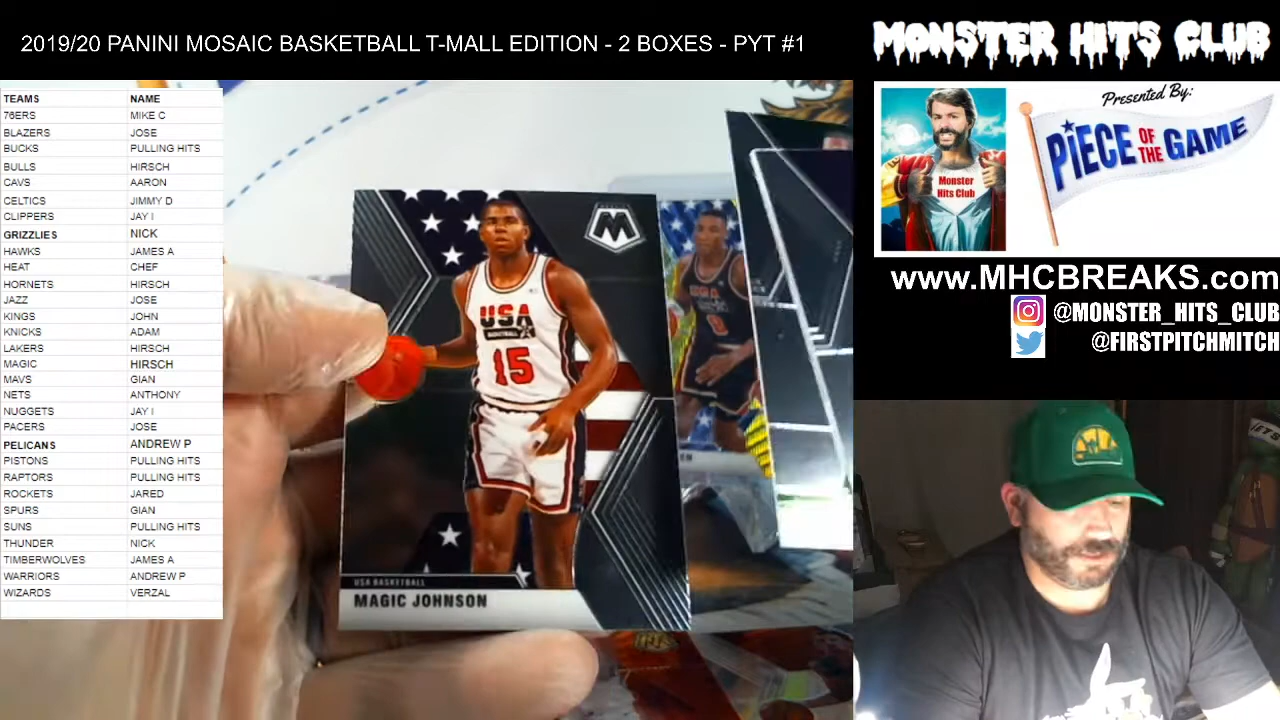 2019/20 PANINI MOSAIC BASKETBALL T-MALL EDITION - 2 BOXES - PYT #1
MONSTER HITS CLUB
TEAMS NAME
76ERS MIKE C
BLAZERS JOSE
BUCKS PULLING HITS
BULLS HIRSCH
CAVS AARON
CELTICS JIMMY D
CLIPPERS JAY I
GRIZZLIES NICK
HAWKS JAMES A
HEAT CHEF
HORNETS HIRSCH
JAZZ JOSE
KINGS JOHN
KNICKS ADAM
LAKERS HIRSCH
MAGIC HIRSCH
MAVS GIAN
NETS ANTHONY
NUGGETS JAY I
PACERS JOSE
PELICANS ANDREW P
PISTONS PULLING HITS
RAPTORS PULLING HITS
ROCKETS JARED
SPURS GIAN
SUNS PULLING HITS
THUNDER NICK
TIMBERWOLVES JAMES A
WARRIORS ANDREW P
WIZARDS VERZAL
M
USA
BASKETBALL
15
USA BASKETBALL
MAGIC JOHNSON
USA
Monster
Hits Club
Presented By:
PIECE OF THE GAME
www.MHCBREAKS.com
@MONSTER_HITS_CLUB
@FIRSTPITCHMITCH